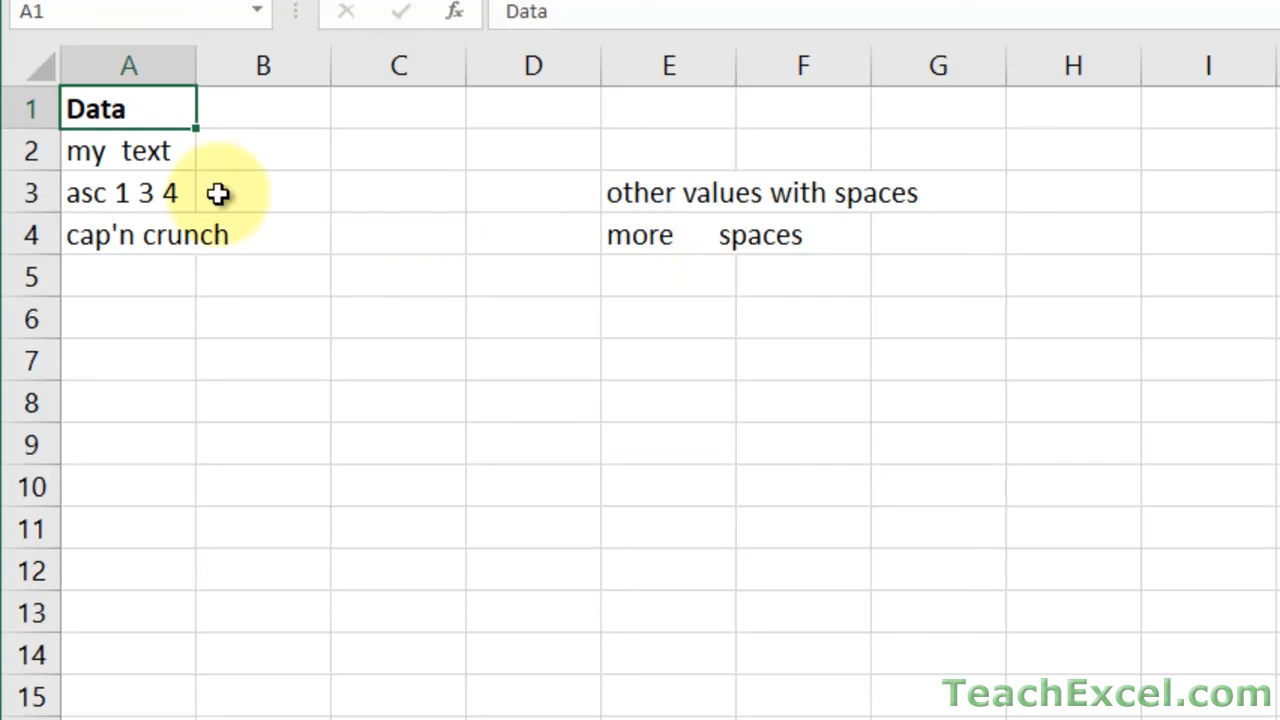 A1 fx Data
A B C D E F G H I
1 Data
2 my  text
3 asc 1 3 4 other values with spaces
4 cap'n crunch more      spaces
5
6
7
8
9
10
11
12
13
14
15
TeachExcel.com